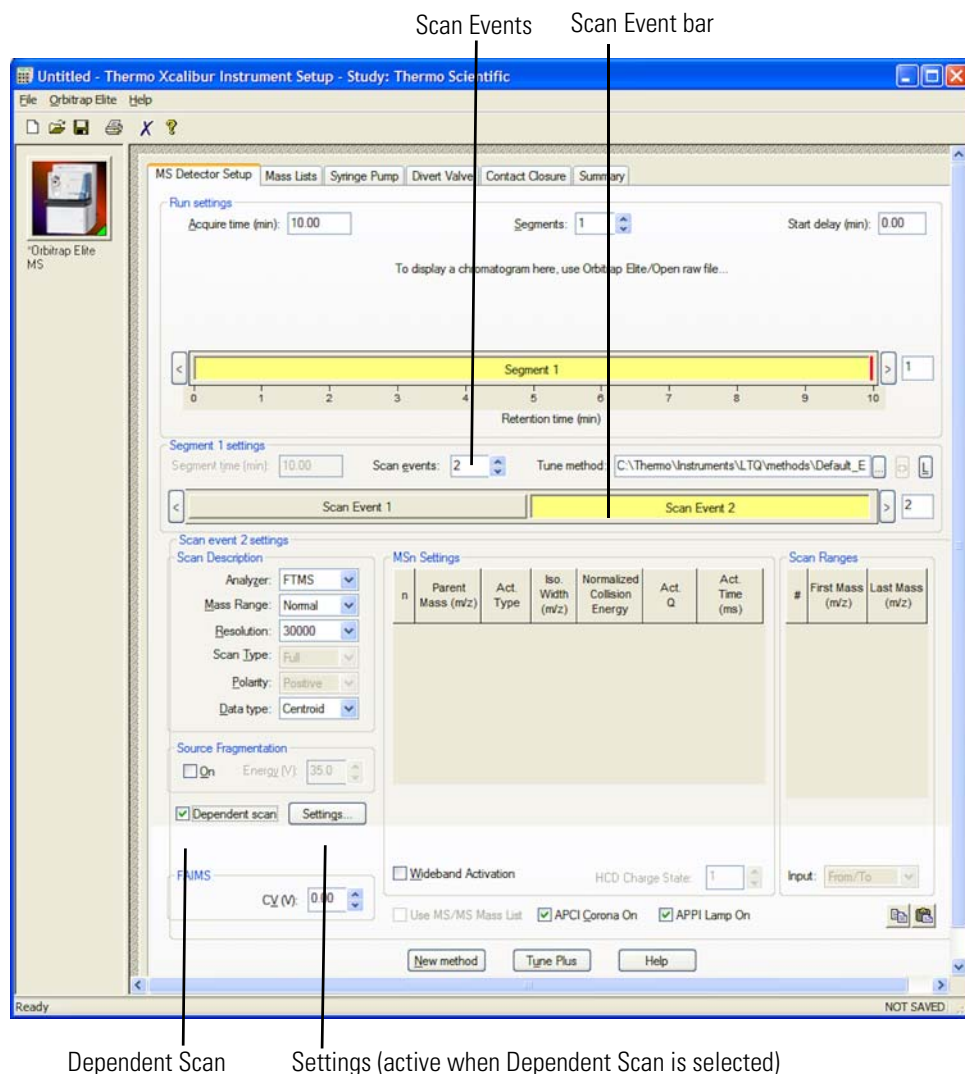 Scan Events Scan Event bar
Untitled - Thermo Xcalibur Instrument Setup - Study: Thermo Scientific
File Orbitrap Elite Help
*Orbitrap Elite
MS
MS Detector Setup Mass Lists Syringe Pump Divert Valve Contact Closure Summary
Run settings
Acquire time (min): 10.00 Segments: 1 Start delay (min): 0.00
To display a chromatogram here, use Orbitrap Elite/Open raw file...
< Segment 1 > 1
0 1 2 3 4 5 6 7 8 9 10
Retention time (min)
Segment 1 settings
Segment time (min): 10.00 Scan events: 2 Tune method: C:\Thermo\Instruments\LTQ\methods\Default_E ... L
< Scan Event 1 Scan Event 2 > 2
Scan event 2 settings
Scan Description
Analyzer: FTMS
Mass Range: Normal
Resolution: 30000
Scan Type: Full
Polarity: Positive
Data type: Centroid
Source Fragmentation
On Energy (V): 35.0
Dependent scan Settings...
FAIMS
CV (V): 0.00
MSn Settings
n Parent Mass (m/z) Act. Type Iso. Width (m/z) Normalized Collision Energy Act. Q Act. Time (ms)
Wideband Activation HCD Charge State: 1
Scan Ranges
# First Mass (m/z) Last Mass (m/z)
Input: From/To
Use MS/MS Mass List APCI Corona On APPI Lamp On
New method Tune Plus Help
Ready NOT SAVED
Dependent Scan Settings (active when Dependent Scan is selected)